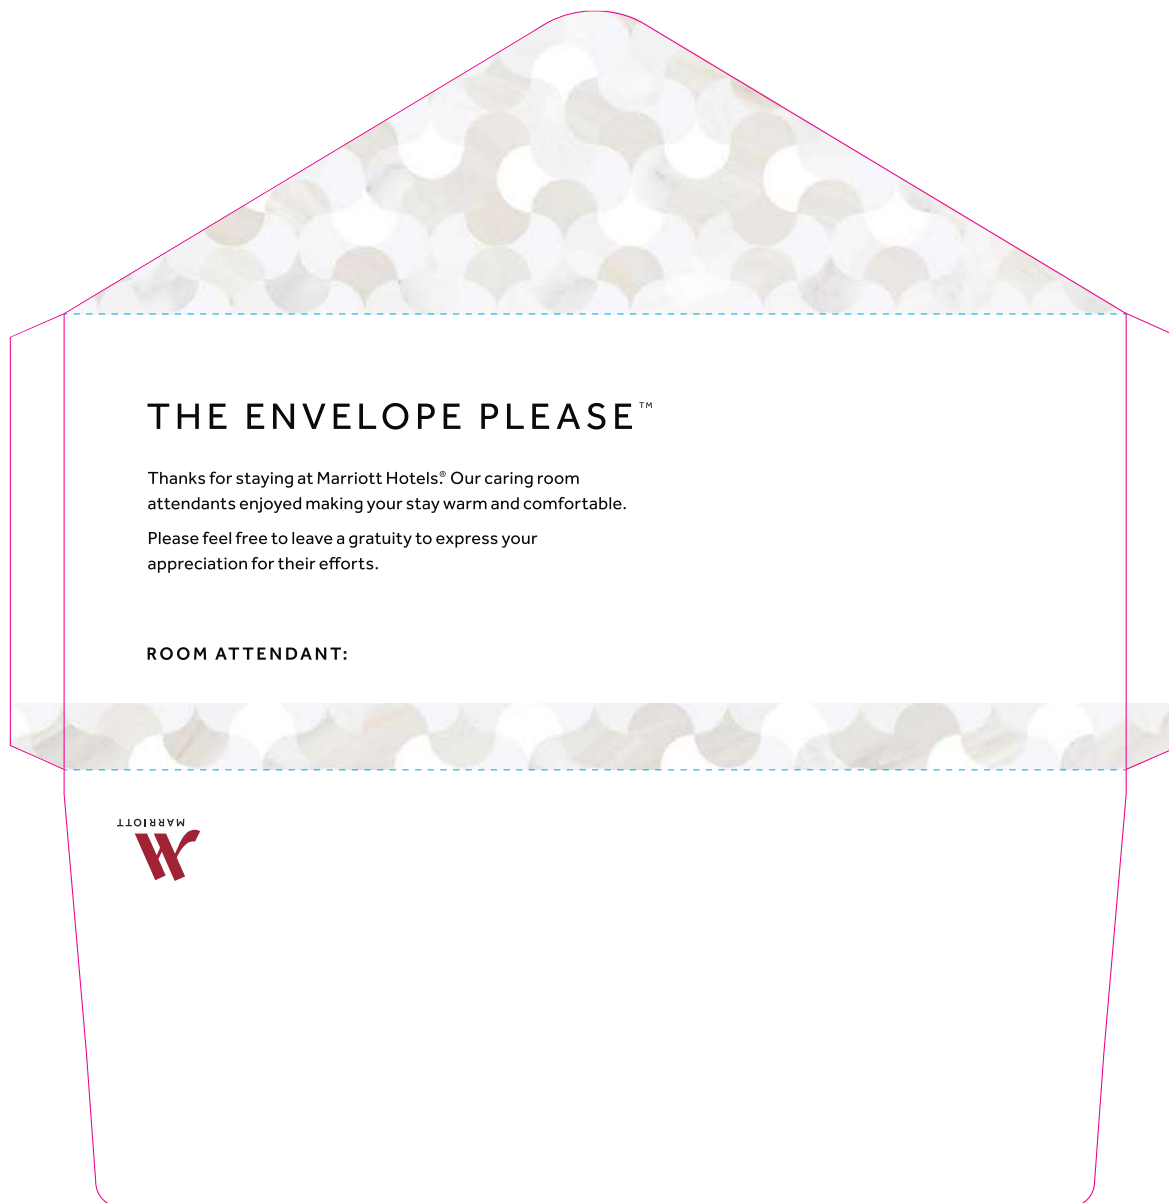 THE ENVELOPE PLEASE™
Thanks for staying at Marriott Hotels.® Our caring room
attendants enjoyed making your stay warm and comfortable.
Please feel free to leave a gratuity to express your
appreciation for their efforts.
ROOM ATTENDANT:
MARRIOTT